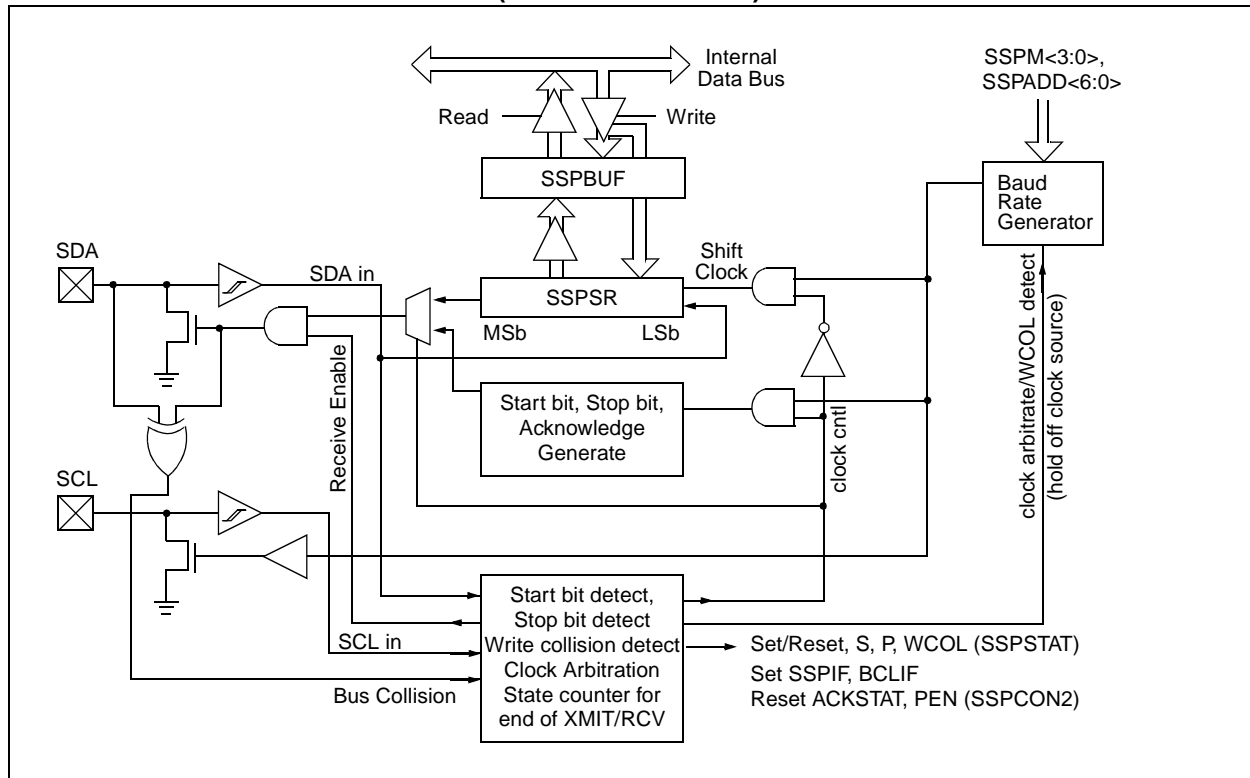 Internal
Data Bus
SSPM<3:0>,
SSPADD<6:0>
Read
Write
SSPBUF
Baud
Rate
Generator
SDA
SDA in
Shift
Clock
SSPSR
MSb
LSb
Receive Enable
Start bit, Stop bit,
Acknowledge
Generate
clock cntl
clock arbitrate/WCOL detect
(hold off clock source)
SCL
SCL in
Bus Collision
Start bit detect,
Stop bit detect
Write collision detect
Clock Arbitration
State counter for
end of XMIT/RCV
Set/Reset, S, P, WCOL (SSPSTAT)
Set SSPIF, BCLIF
Reset ACKSTAT, PEN (SSPCON2)